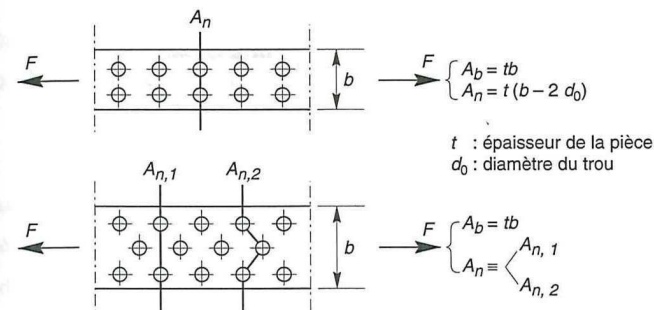 A_n
F
b
F
A_b = tb
A_n = t (b – 2 d_0)
t : épaisseur de la pièce
d_0 : diamètre du trou
A_n,1
A_n,2
F
b
F
A_b = tb
A_n ≡
A_n, 1
A_n, 2